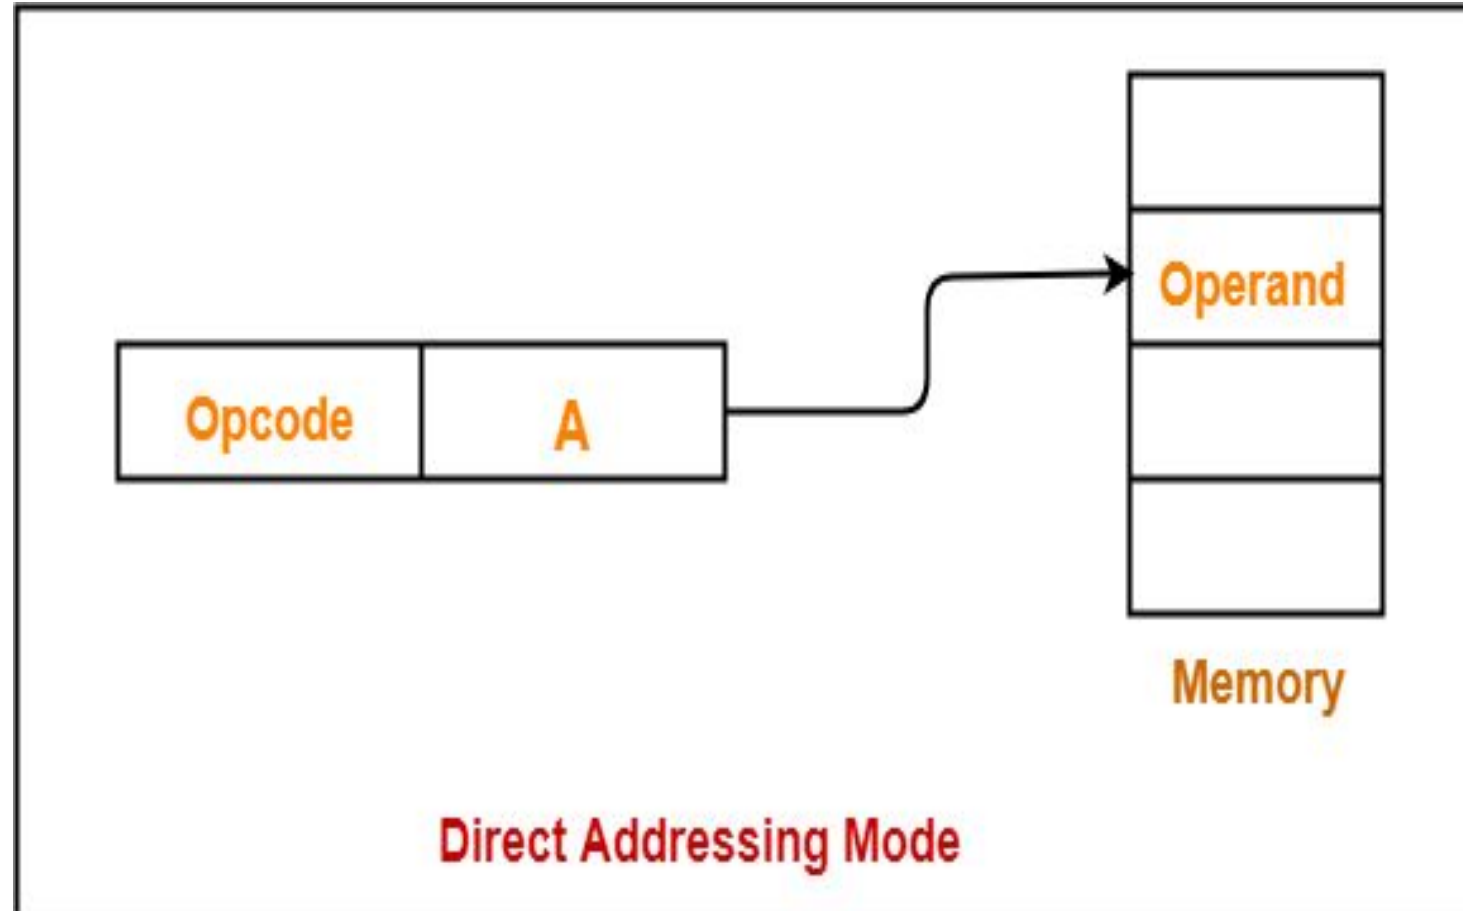 Operand
Opcode
A
Memory
Direct Addressing Mode